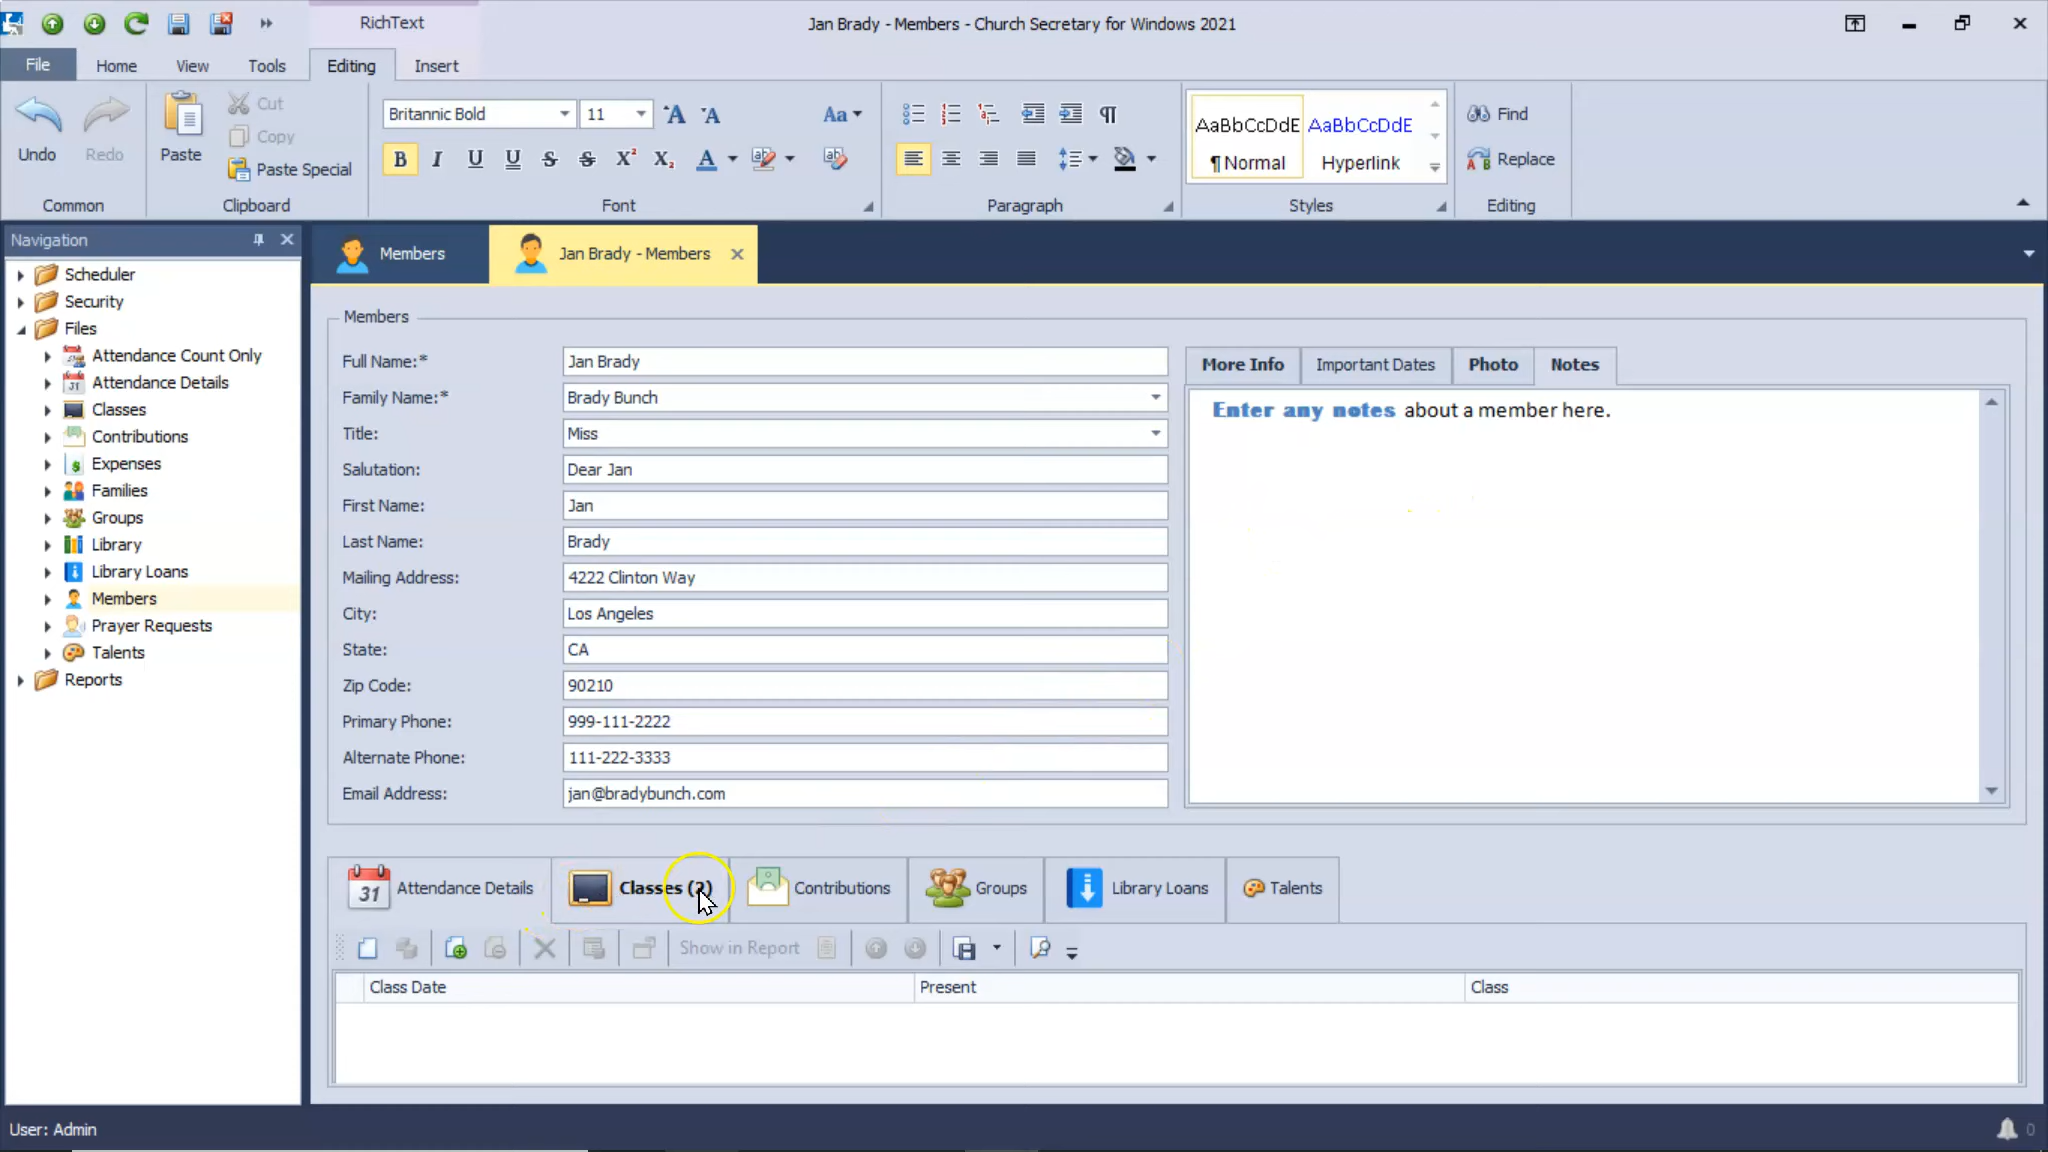 RichText
Jan Brady - Members - Church Secretary for Windows 2021
File Home View Tools Editing Insert
Undo Redo
Paste
Cut
Copy
Paste Special
Britannic Bold 11
AaBbCcDdE AaBbCcDdE
¶ Normal Hyperlink
Find
Replace
Common Clipboard Font Paragraph Styles Editing
Navigation
Scheduler
Security
Files
Attendance Count Only
Attendance Details
Classes
Contributions
Expenses
Families
Groups
Library
Library Loans
Members
Prayer Requests
Talents
Reports
Members Jan Brady - Members
Members
Full Name:* Jan Brady
Family Name:* Brady Bunch
Title: Miss
Salutation: Dear Jan
First Name: Jan
Last Name: Brady
Mailing Address: 4222 Clinton Way
City: Los Angeles
State: CA
Zip Code: 90210
Primary Phone: 999-111-2222
Alternate Phone: 111-222-3333
Email Address: jan@bradybunch.com
More Info Important Dates Photo Notes
Enter any notes about a member here.
31 Attendance Details Classes Contributions Groups Library Loans Talents
Show in Report
Class Date Present Class
User: Admin 0